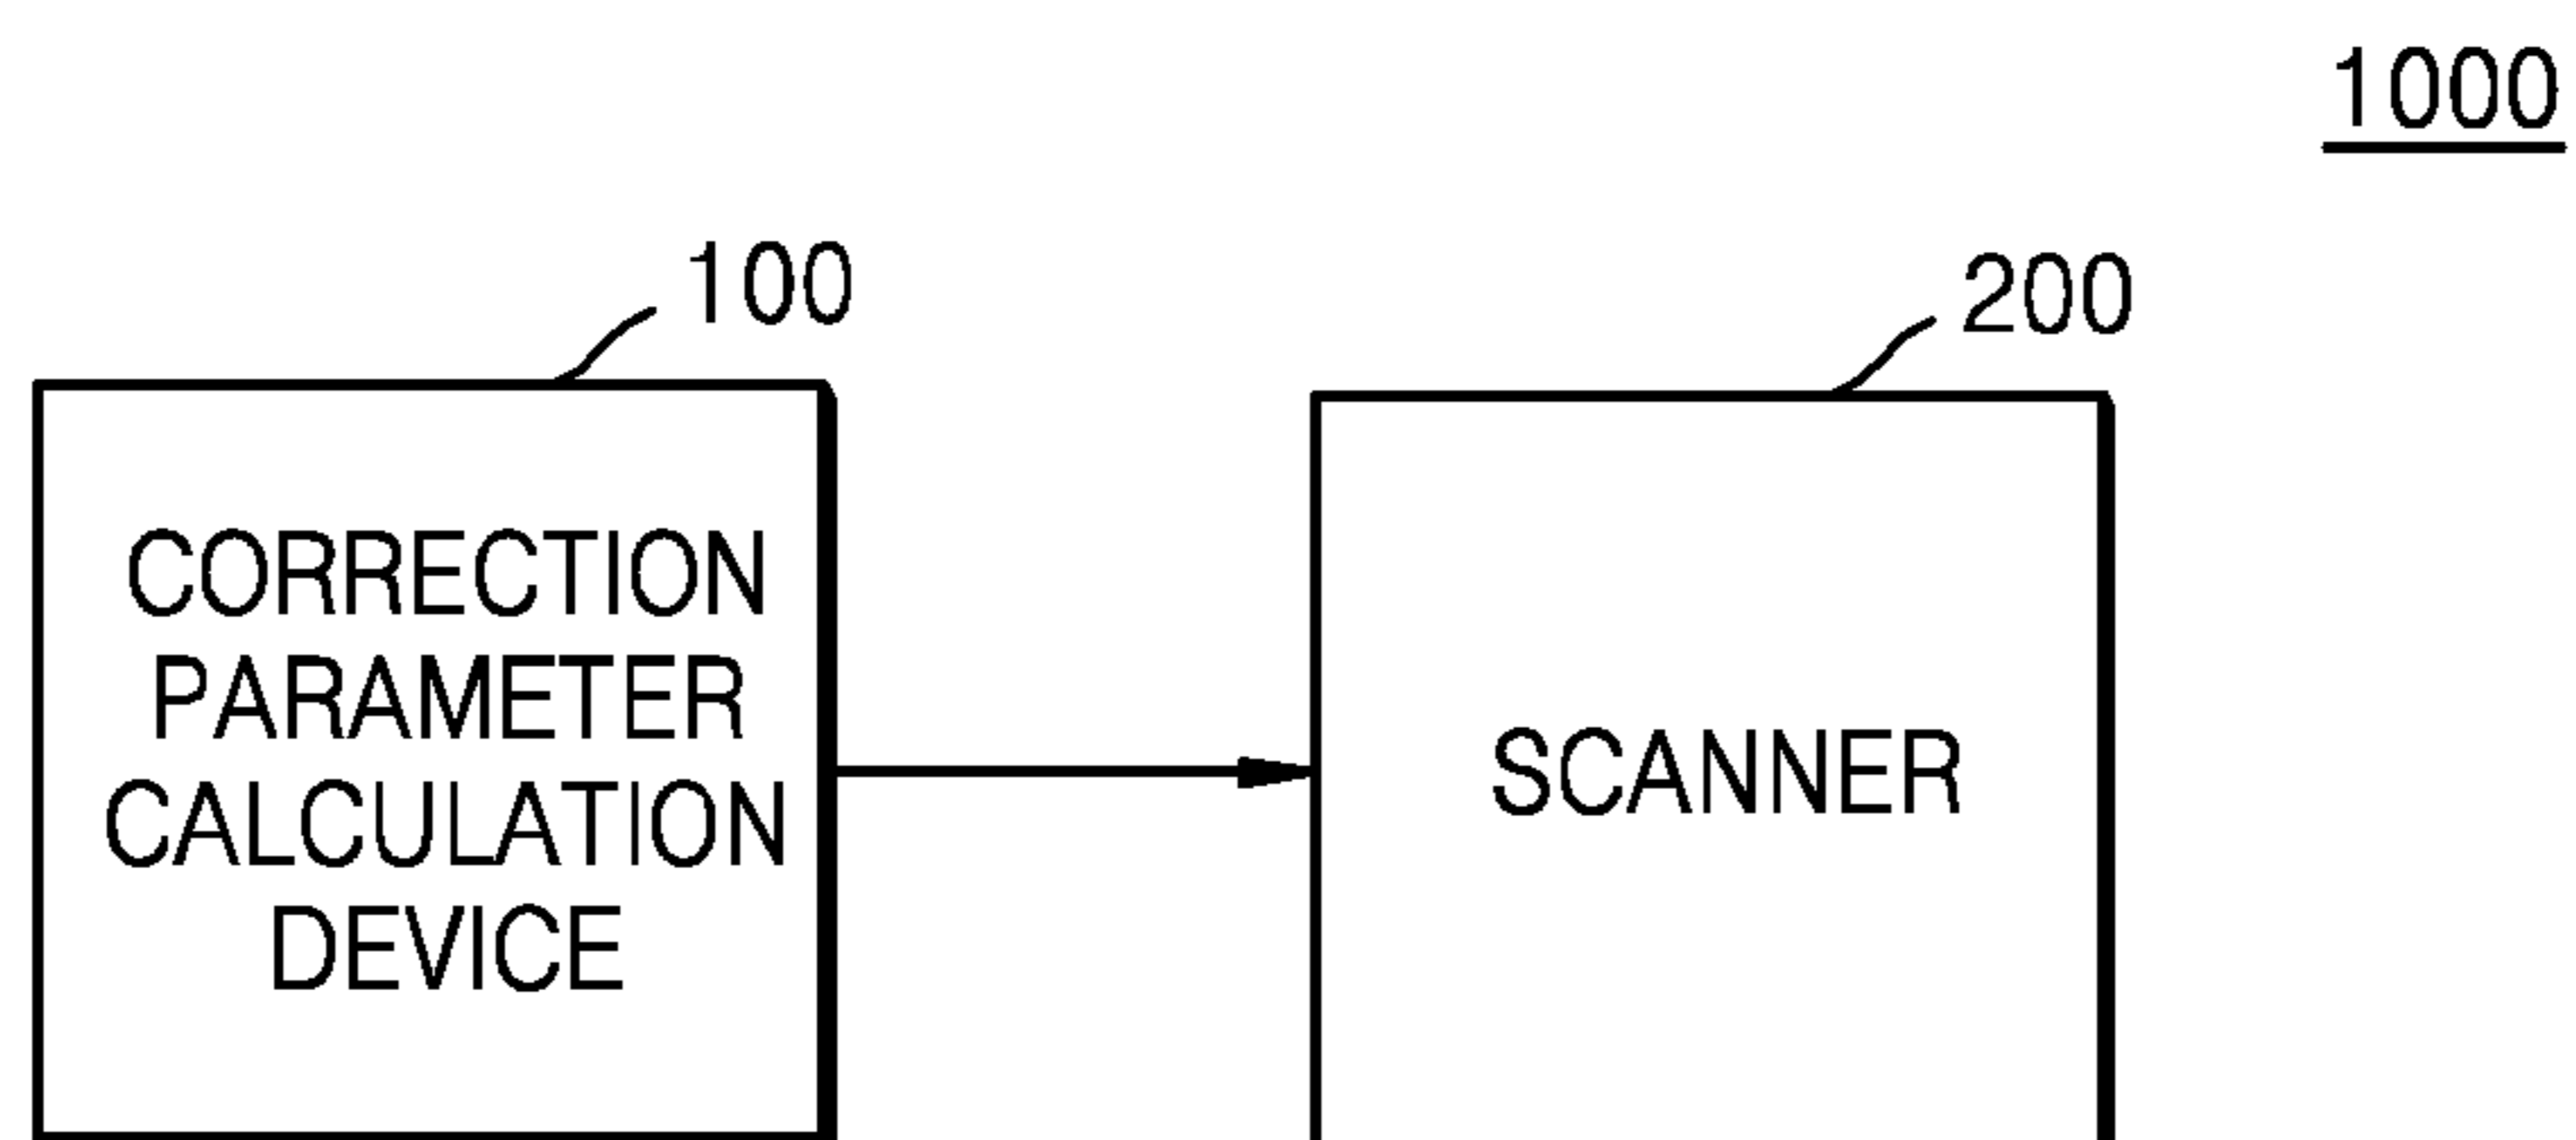 1000
100
200
CORRECTION
PARAMETER
CALCULATION
DEVICE
SCANNER